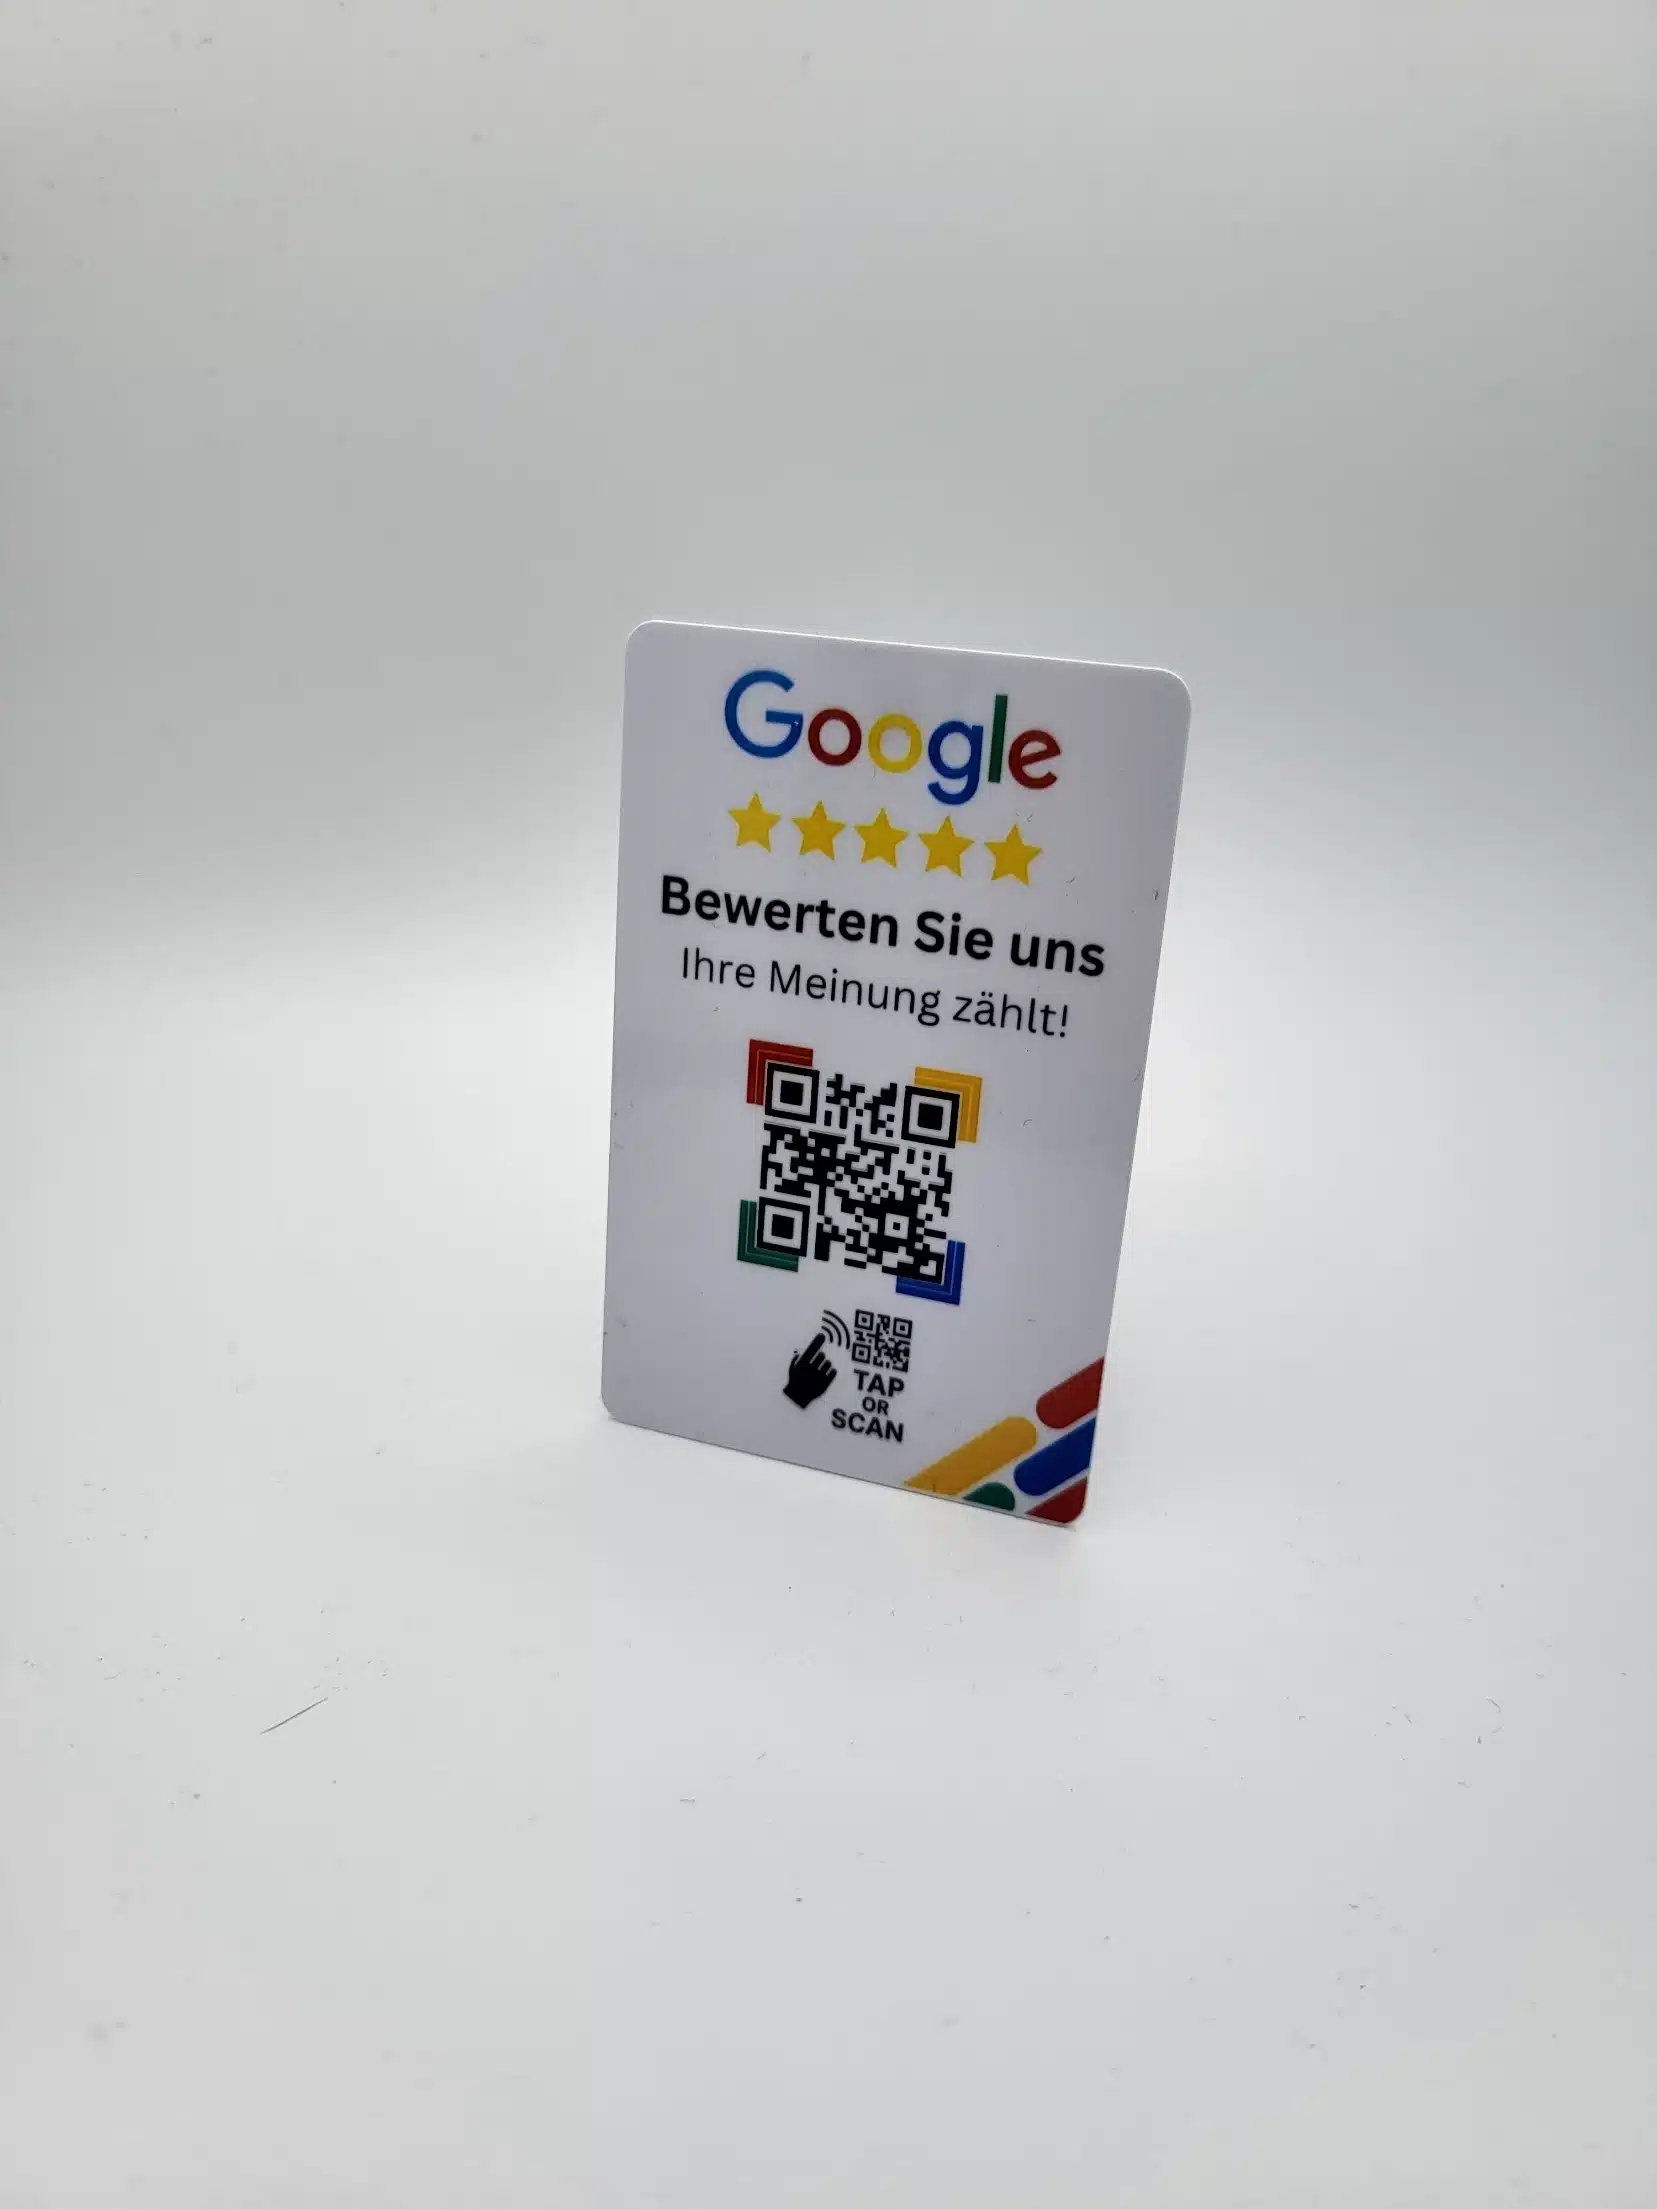 Google
Bewerten Sie uns
Ihre Meinung zählt!
TAP
OR
SCAN